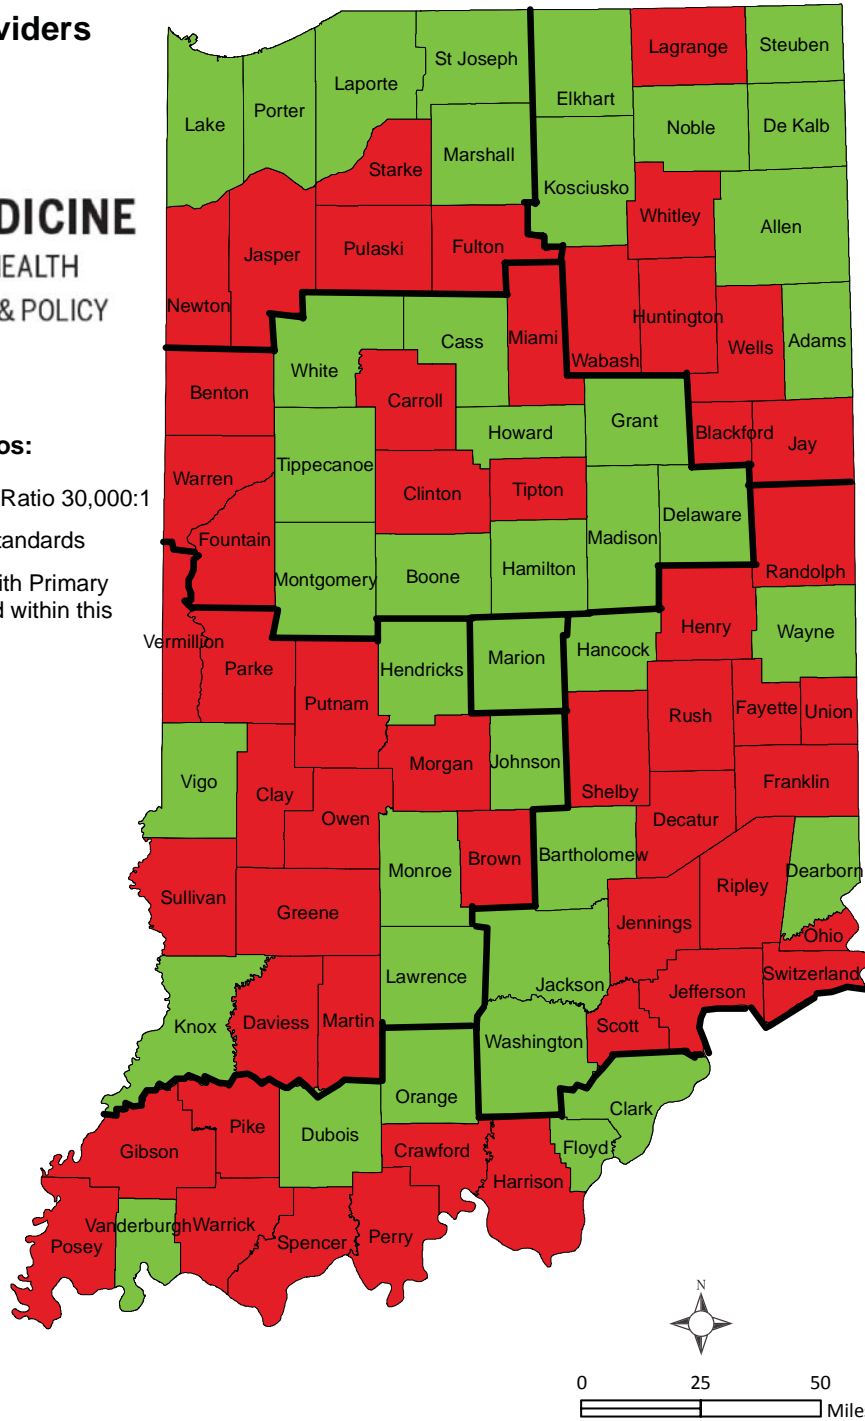 viders
DICINE
EALTH
& POLICY
os:
Ratio 30,000:1
tandards
ith Primary
d within this
Lake
Porter
Laporte
St Joseph
Elkhart
Lagrange
Steuben
Noble
De Kalb
Starke
Marshall
Kosciusko
Whitley
Allen
Newton
Jasper
Pulaski
Fulton
Miami
Wabash
Huntington
Wells
Adams
White
Cass
Benton
Carroll
Howard
Grant
Blackford
Jay
Warren
Tippecanoe
Clinton
Tipton
Madison
Delaware
Fountain
Montgomery
Boone
Hamilton
Randolph
Vermillion
Parke
Hendricks
Marion
Hancock
Henry
Wayne
Putnam
Morgan
Johnson
Shelby
Rush
Fayette
Union
Vigo
Clay
Owen
Decatur
Franklin
Sullivan
Greene
Monroe
Brown
Bartholomew
Jennings
Ripley
Dearborn
Ohio
Knox
Daviess
Martin
Lawrence
Jackson
Jefferson
Switzerland
Scott
Washington
Orange
Clark
Gibson
Pike
Dubois
Crawford
Floyd
Harrison
Posey
Vanderburgh
Warrick
Spencer
Perry
N
0 25 50
Mile